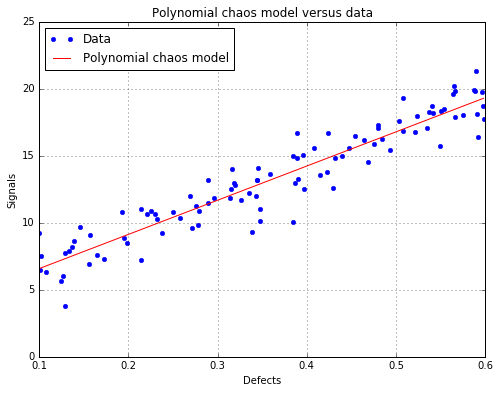 Polynomial chaos model versus data
25
Data
Polynomial chaos model
20
15
Signals
10
5
0
0.1 0.2 0.3 0.4 0.5 0.6
Defects